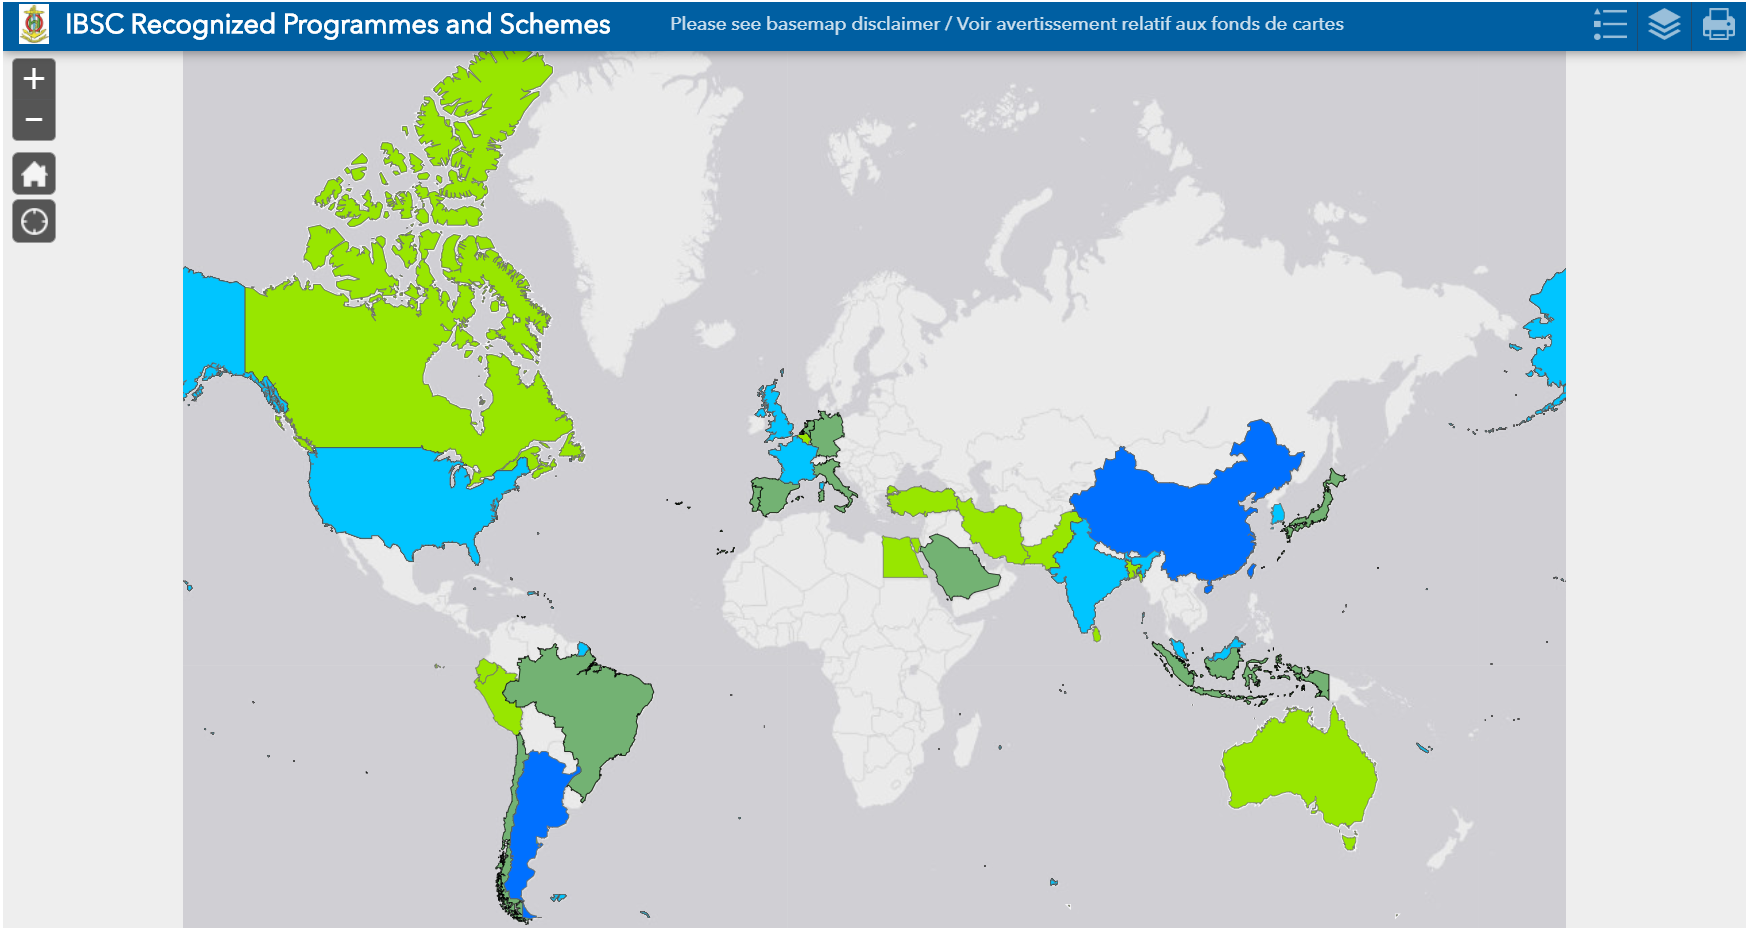 IBSC Recognized Programmes and Schemes
Please see basemap disclaimer / Voir avertissement relatif aux fonds de cartes